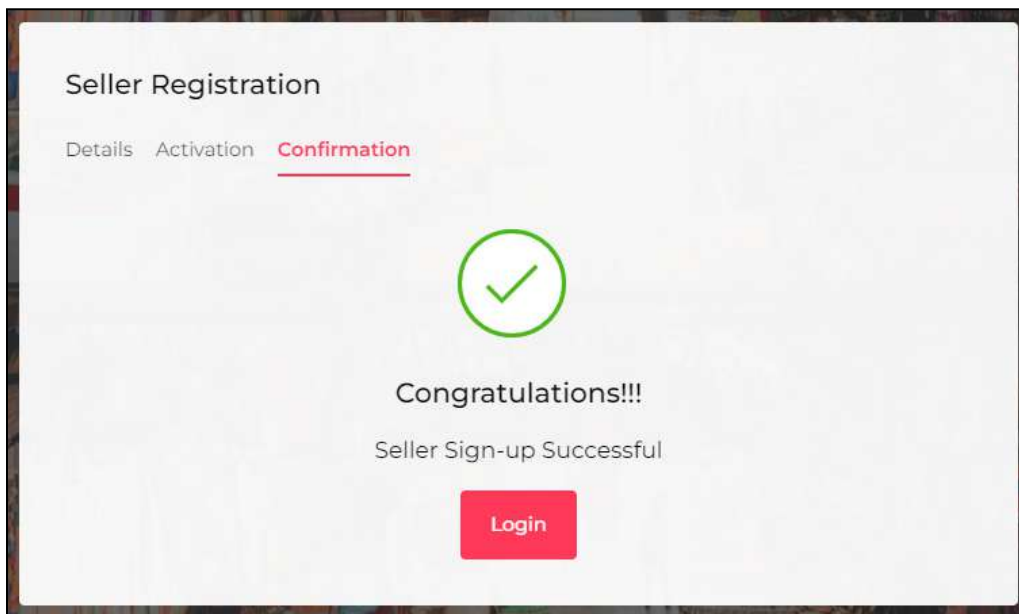 Seller Registration
Details Activation Confirmation
Congratulations!!!
Seller Sign-up Successful
Login